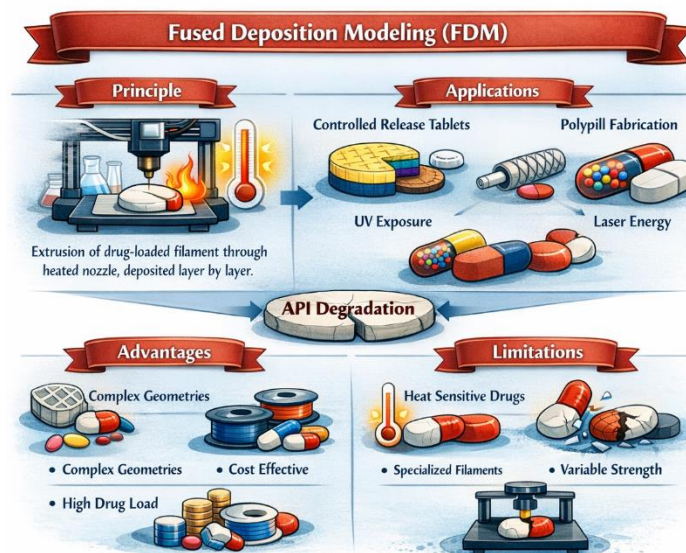 Fused Deposition Modeling (FDM)
Principle
Extrusion of drug-loaded filament through
heated nozzle, deposited layer by layer.
Applications
Controlled Release Tablets
Polypill Fabrication
UV Exposure
Laser Energy
API Degradation
Advantages
Complex Geometries
• Complex Geometries
• Cost Effective
• High Drug Load
Limitations
Heat Sensitive Drugs
• Specialized Filaments
• Variable Strength